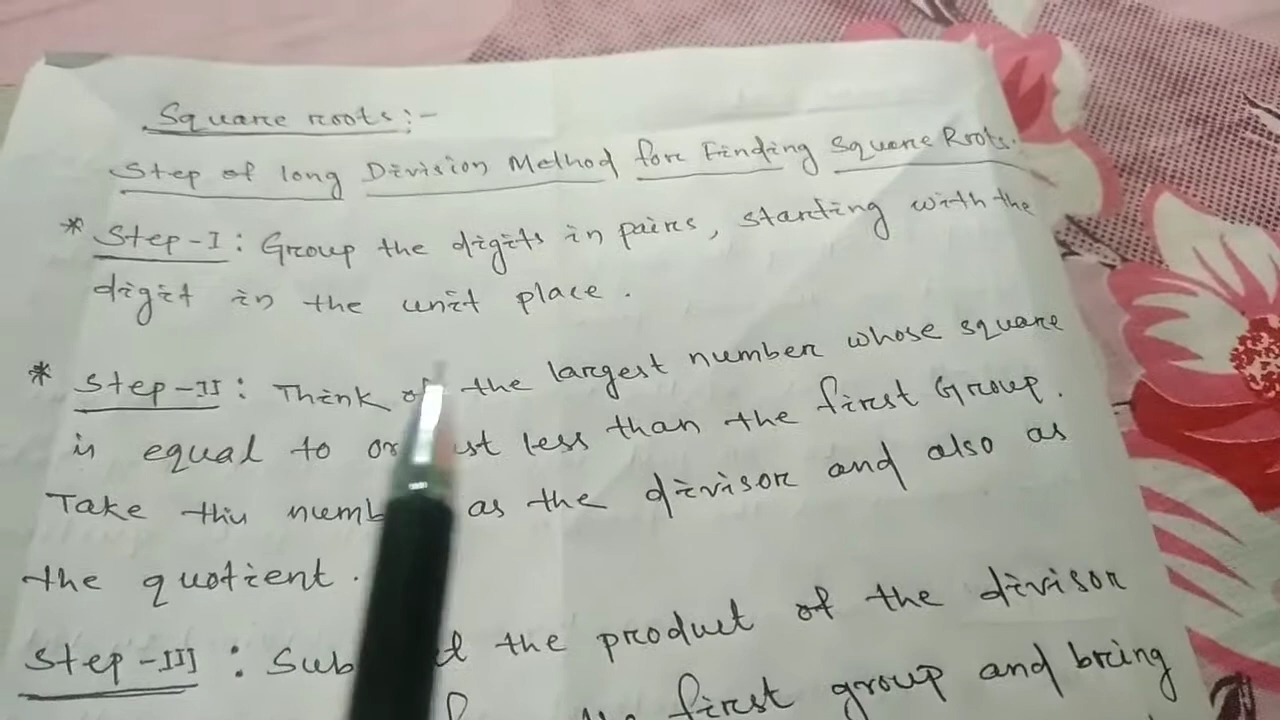 Square roots:-
Step of long Division Method for Finding Square Roots.
* Step-I: Group the digits in pairs, starting with the
digit in the unit place.
* Step-II: Think of the largest number whose square
is equal to or just less than the first Group.
Take this number as the divisor and also as
the quotient.
Step-III: the product of the divisor
first group and bring